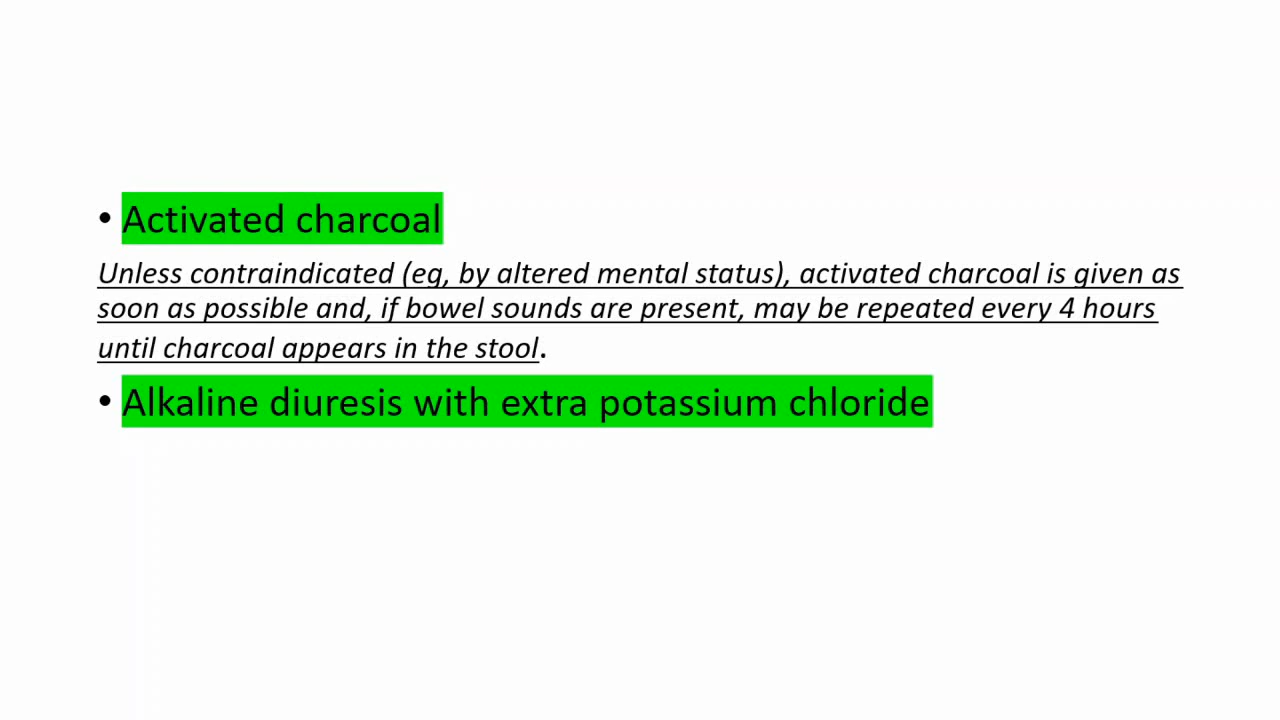 • Activated charcoal
Unless contraindicated (eg, by altered mental status), activated charcoal is given as
soon as possible and, if bowel sounds are present, may be repeated every 4 hours
until charcoal appears in the stool.
• Alkaline diuresis with extra potassium chloride